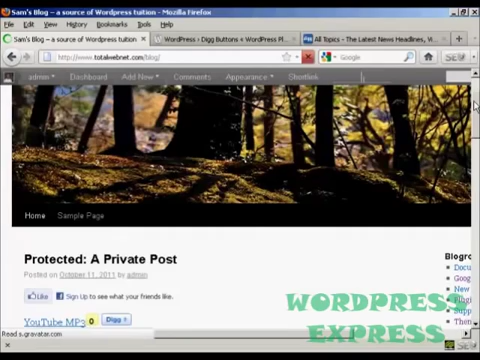 Sam's Blog – a source of Wordpress tuition - Mozilla Firefox
File Edit View History Bookmarks Tools Help
Sam's Blog – a source of Wordpress tuition
WordPress › Digg Buttons « WordPress Pl...
All Topics - The Latest News Headlines, V...
http://www.totalwebnet.com/blog/
Google
admin Dashboard Add New Comments Appearance Shortlink
Home Sample Page
Protected: A Private Post
Posted on October 11, 2011 by admin
Like Sign Up to see what your friends like.
YouTube MP3 0 Digg
Blogro
Docu
Goog
New
Plugi
Supp
Them
WORDPRESS
EXPRESS
Read s.gravatar.com